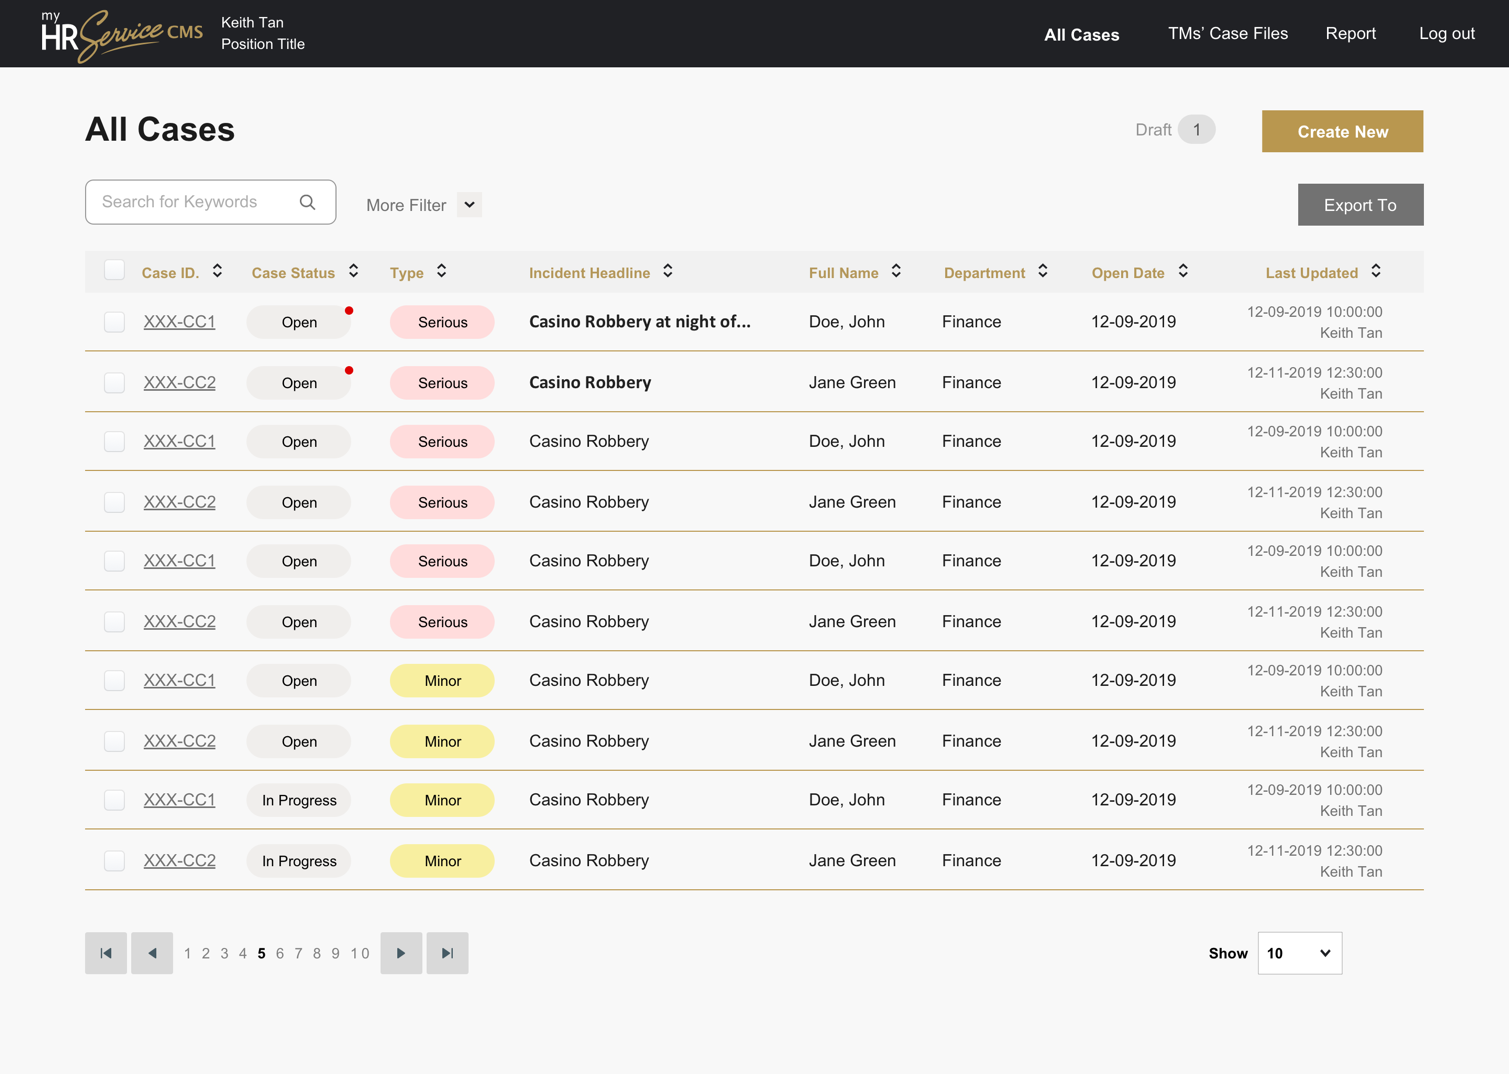 my
HR Service CMS
Keith Tan
Position Title
All Cases
TMs’ Case Files
Report
Log out
All Cases
Draft 1
Create New
Search for Keywords
More Filter
Export To
Case ID. Case Status Type Incident Headline Full Name Department Open Date Last Updated
XXX-CC1 Open Serious Casino Robbery at night of... Doe, John Finance 12-09-2019 12-09-2019 10:00:00
Keith Tan
XXX-CC2 Open Serious Casino Robbery Jane Green Finance 12-09-2019 12-11-2019 12:30:00
Keith Tan
XXX-CC1 Open Serious Casino Robbery Doe, John Finance 12-09-2019 12-09-2019 10:00:00
Keith Tan
XXX-CC2 Open Serious Casino Robbery Jane Green Finance 12-09-2019 12-11-2019 12:30:00
Keith Tan
XXX-CC1 Open Serious Casino Robbery Doe, John Finance 12-09-2019 12-09-2019 10:00:00
Keith Tan
XXX-CC2 Open Serious Casino Robbery Jane Green Finance 12-09-2019 12-11-2019 12:30:00
Keith Tan
XXX-CC1 Open Minor Casino Robbery Doe, John Finance 12-09-2019 12-09-2019 10:00:00
Keith Tan
XXX-CC2 Open Minor Casino Robbery Jane Green Finance 12-09-2019 12-11-2019 12:30:00
Keith Tan
XXX-CC1 In Progress Minor Casino Robbery Doe, John Finance 12-09-2019 12-09-2019 10:00:00
Keith Tan
XXX-CC2 In Progress Minor Casino Robbery Jane Green Finance 12-09-2019 12-11-2019 12:30:00
Keith Tan
1 2 3 4 5 6 7 8 9 10
Show 10